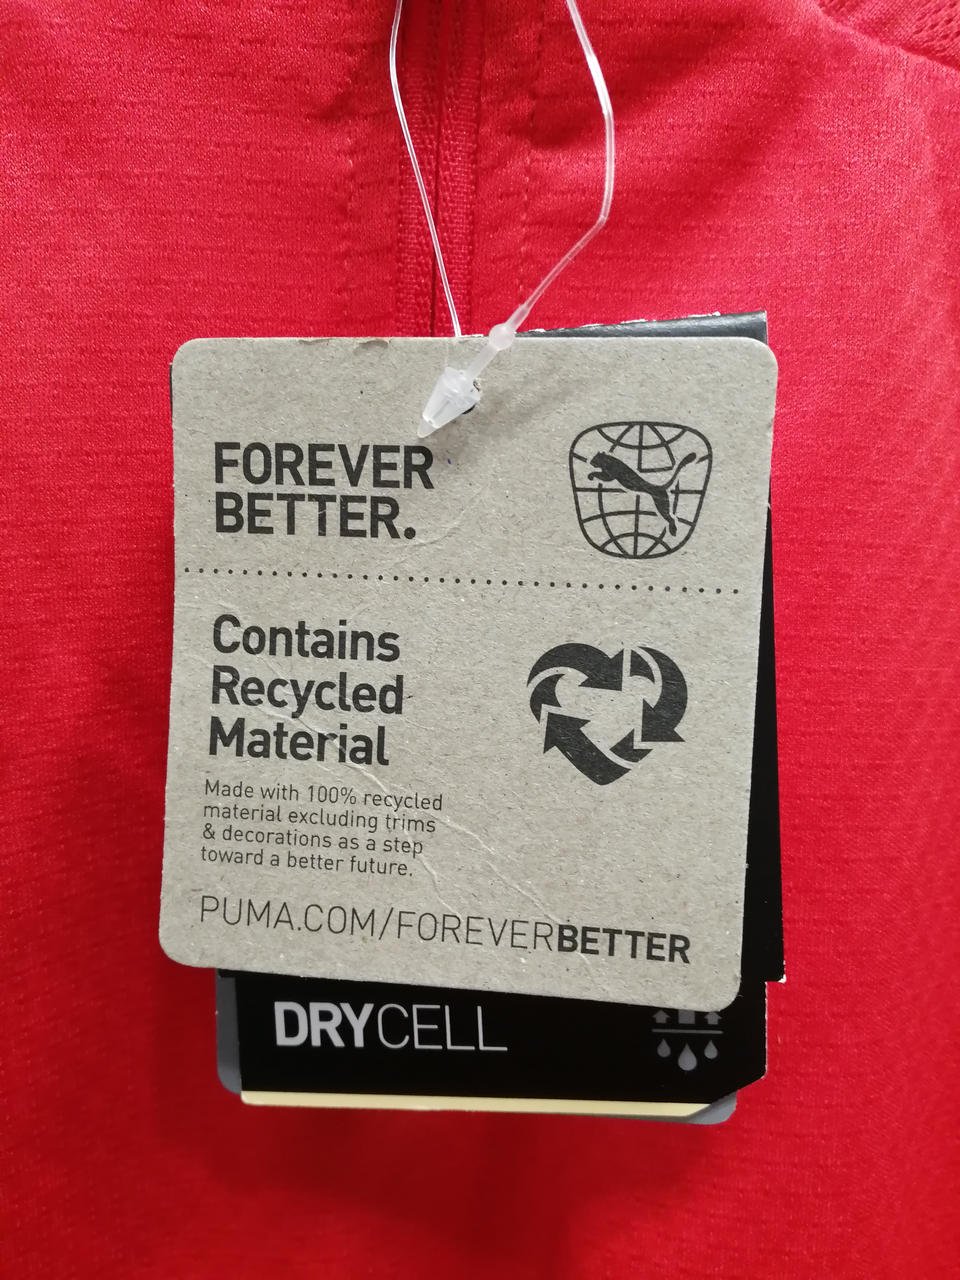 FOREVER
BETTER.
Contains
Recycled
Material
Made with 100% recycled
material excluding trims
& decorations as a step
toward a better future.
PUMA.COM/FOREVERBETTER
DRYCELL